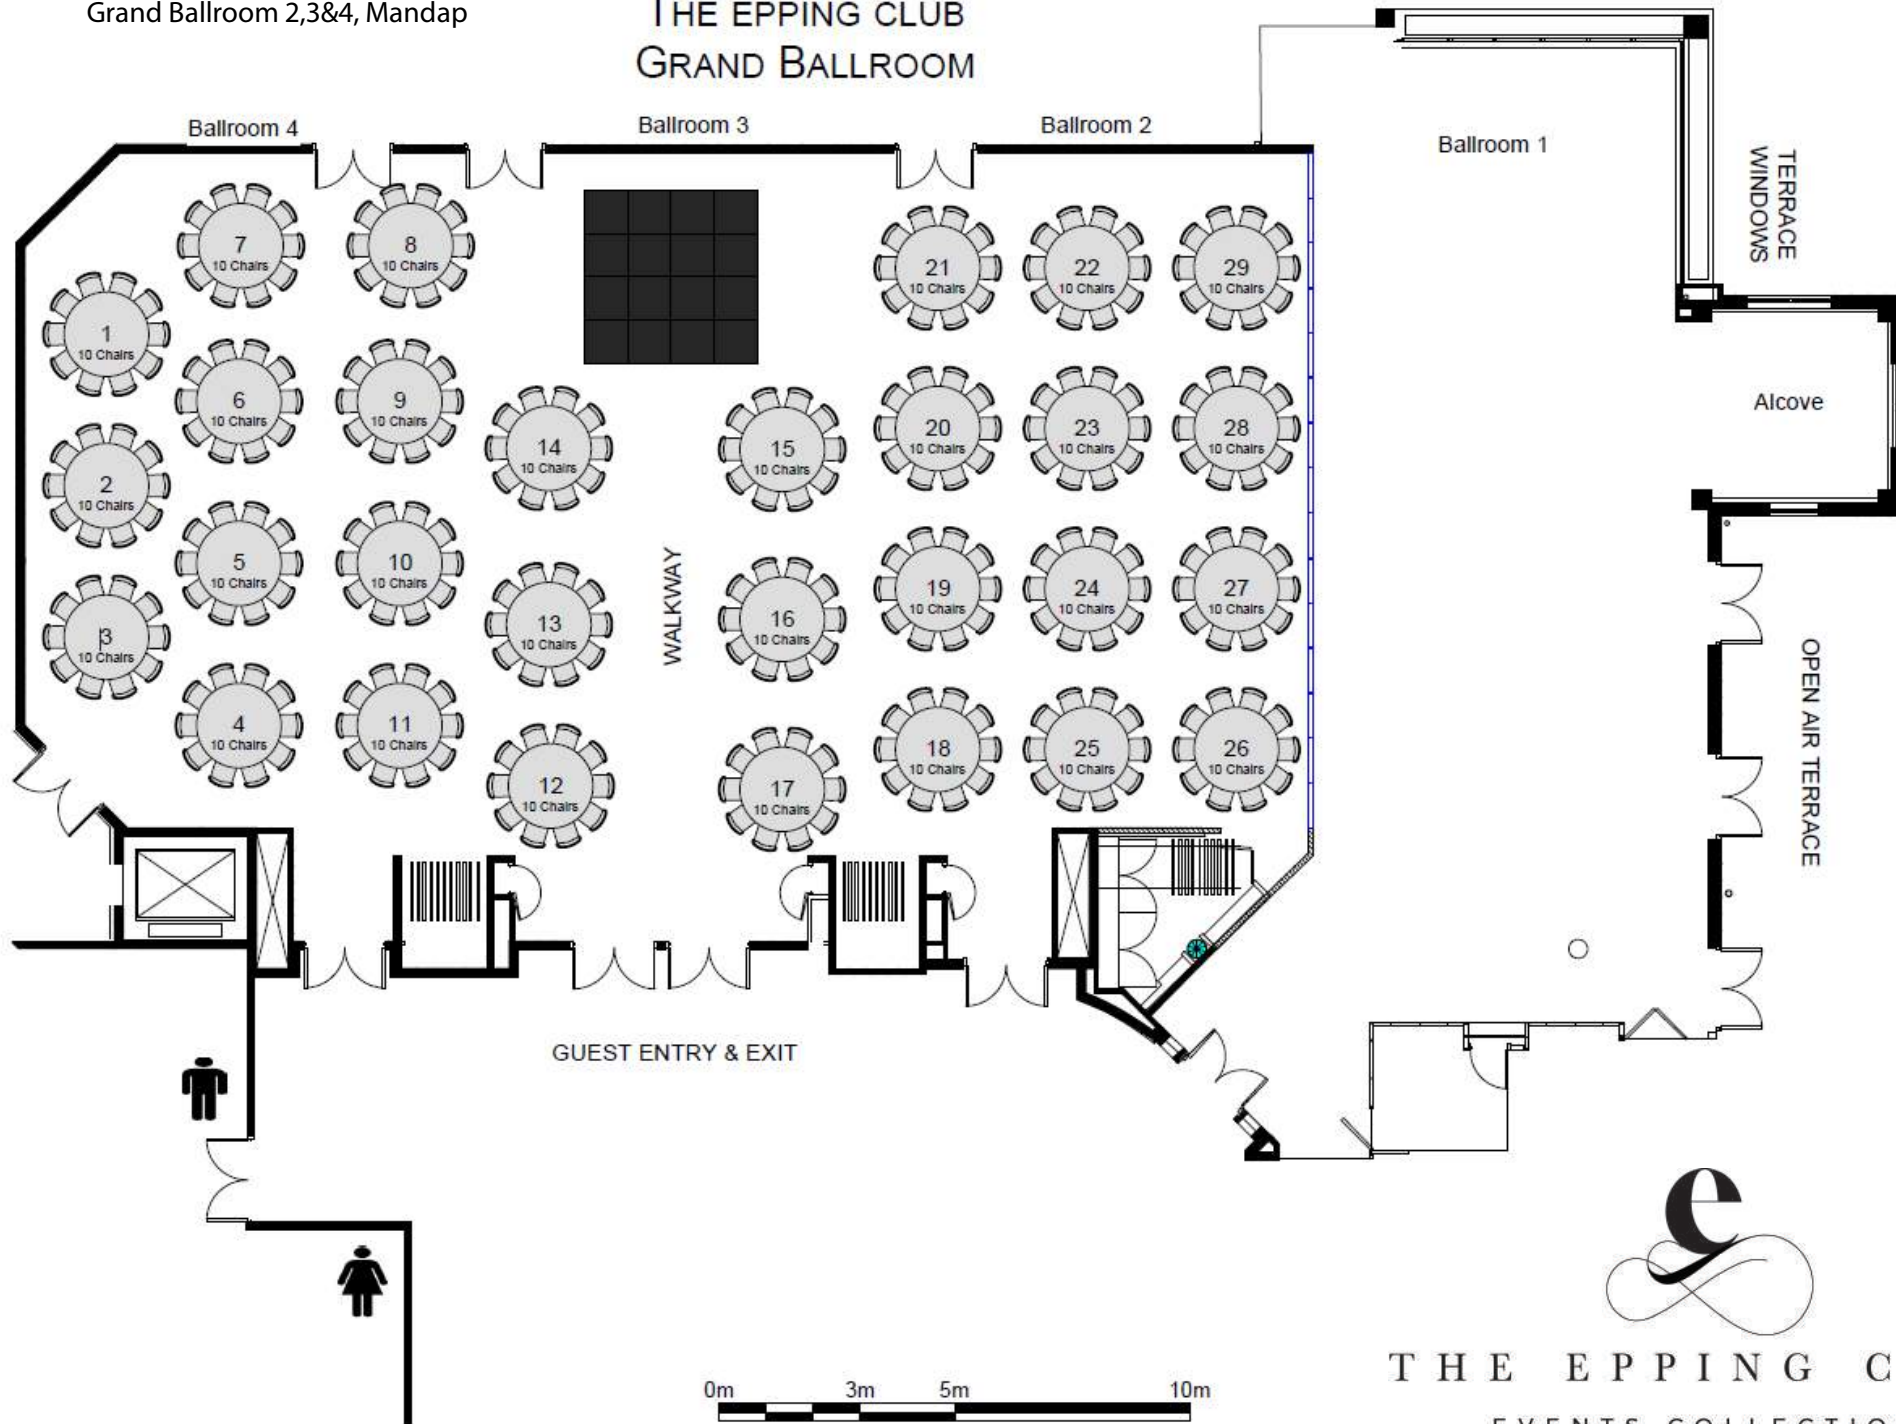 Grand Ballroom 2,3&4, Mandap
THE EPPING CLUB
GRAND BALLROOM
Ballroom 4
Ballroom 3
Ballroom 2
Ballroom 1
TERRACE
WINDOWS
7
10 Chairs
8
10 Chairs
21
10 Chairs
22
10 Chairs
29
10 Chairs
1
10 Chairs
6
10 Chairs
9
10 Chairs
14
10 Chairs
15
10 Chairs
20
10 Chairs
23
10 Chairs
28
10 Chairs
Alcove
2
10 Chairs
5
10 Chairs
10
10 Chairs
13
10 Chairs
WALKWAY
16
10 Chairs
19
10 Chairs
24
10 Chairs
27
10 Chairs
3
10 Chairs
4
10 Chairs
11
10 Chairs
12
10 Chairs
17
10 Chairs
18
10 Chairs
25
10 Chairs
26
10 Chairs
OPEN AIR TERRACE
GUEST ENTRY & EXIT
e
THE EPPING C
EVENTS COLLECTIO
0m 3m 5m 10m